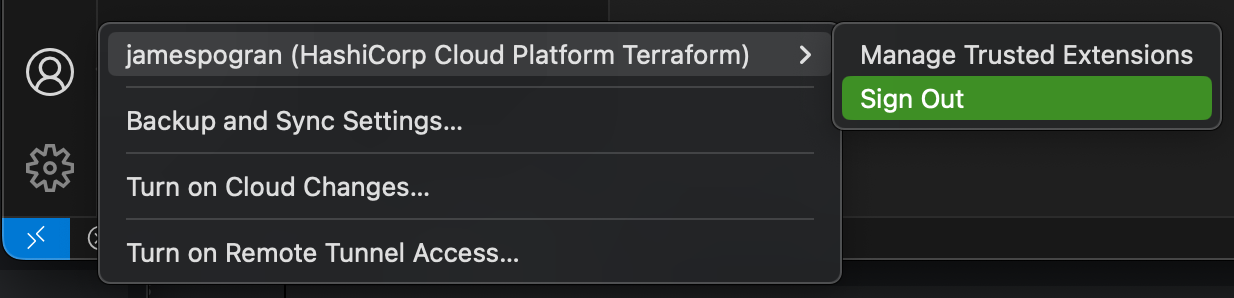 jamespogran (HashiCorp Cloud Platform Terraform)
Manage Trusted Extensions
Sign Out
Backup and Sync Settings...
Turn on Cloud Changes...
Turn on Remote Tunnel Access...